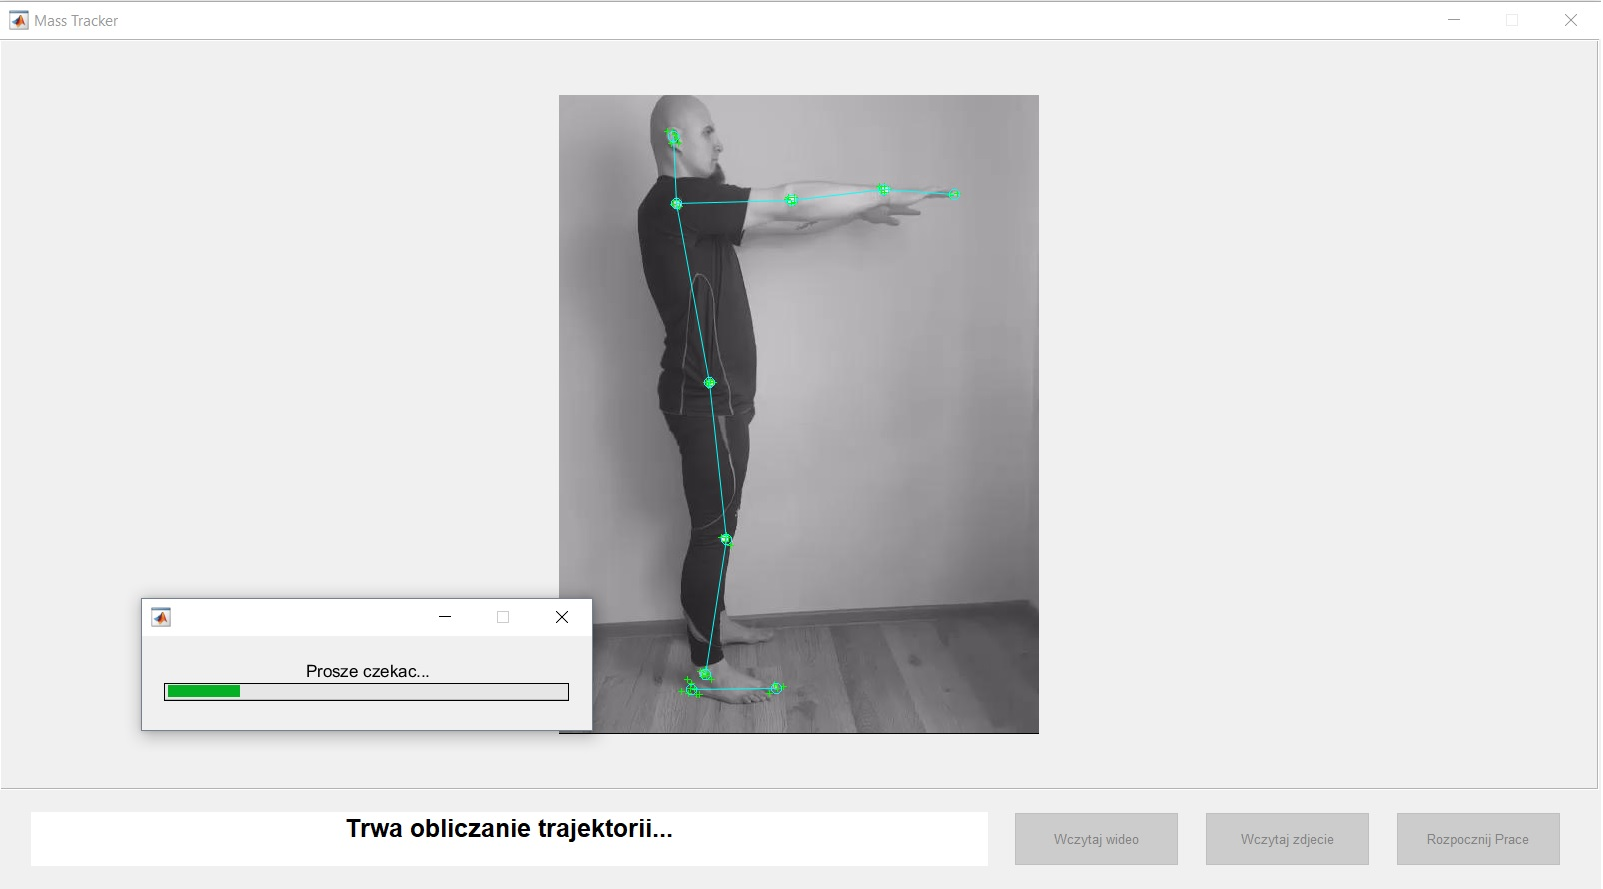 Mass Tracker
Prosze czekac...
Trwa obliczanie trajektorii...
Wczytaj wideo
Wczytaj zdjecie
Rozpocznij Prace